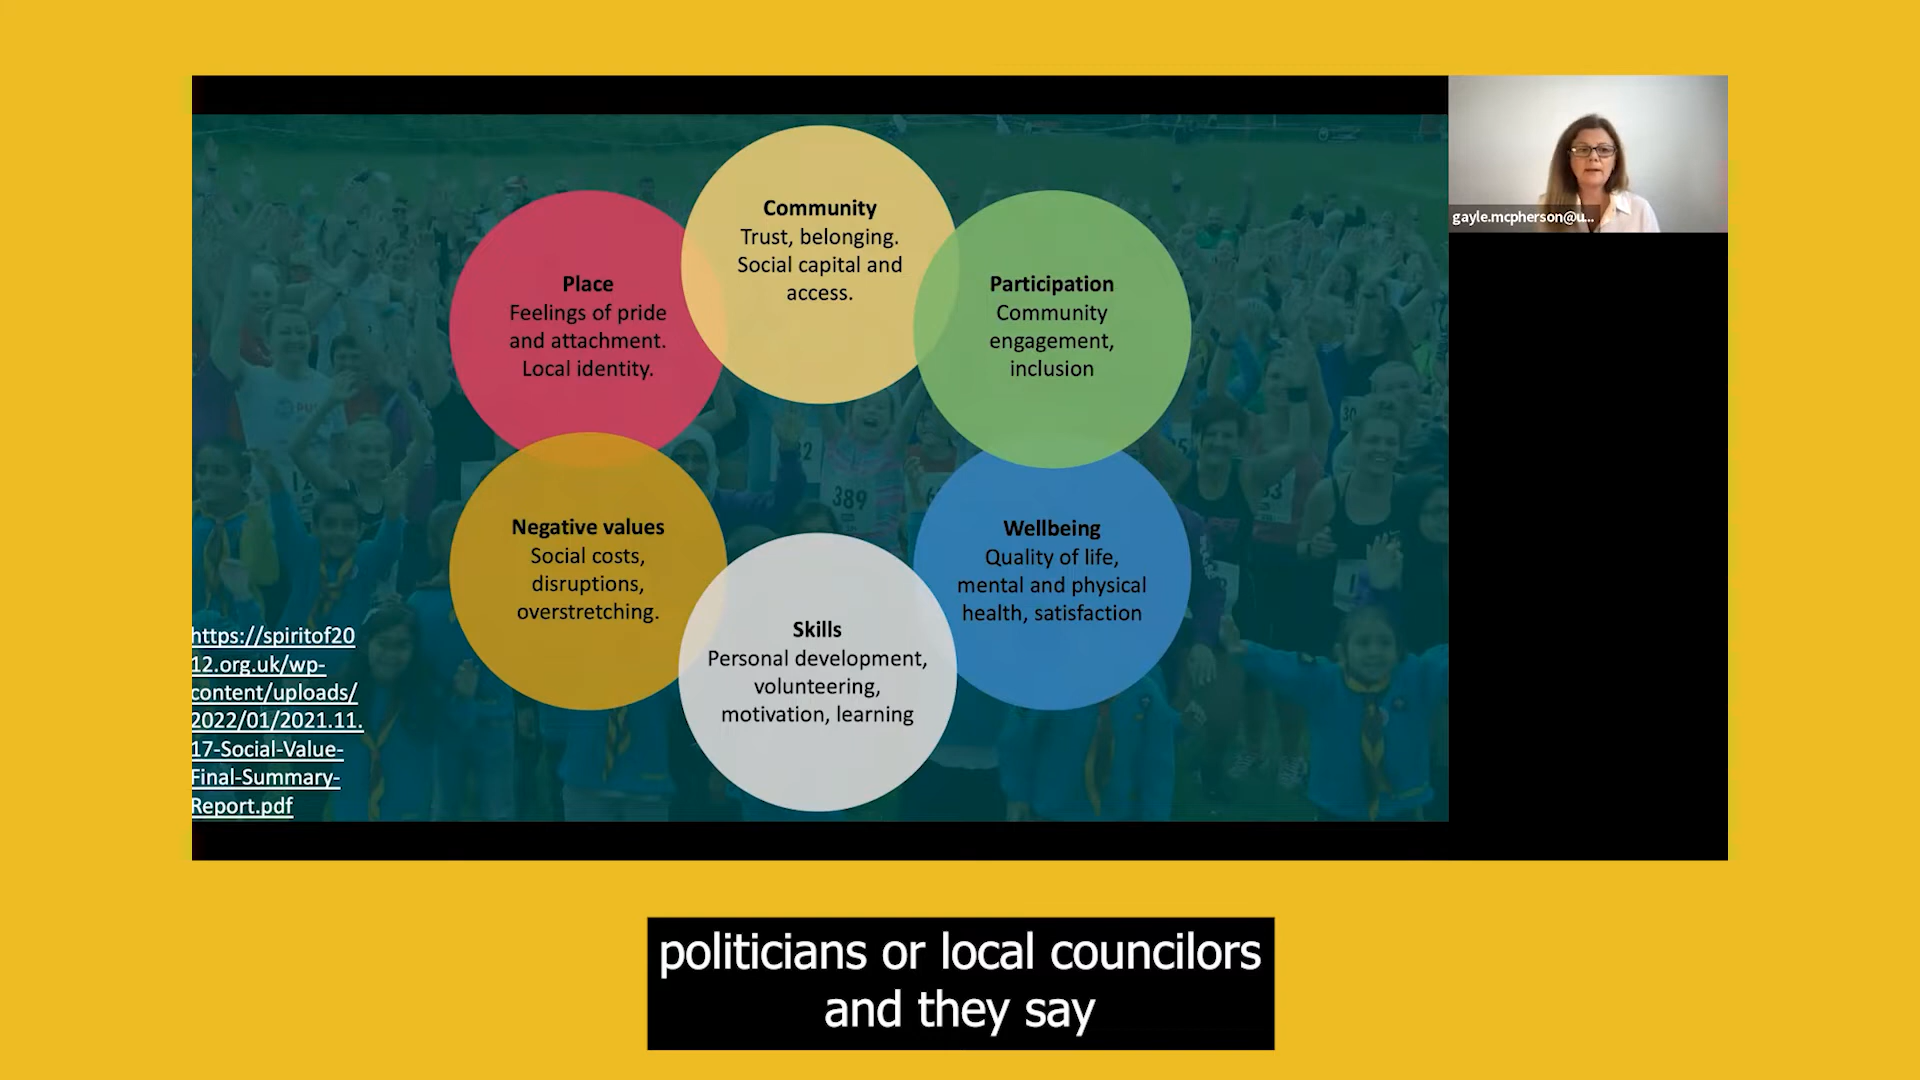 Community
Trust, belonging.
Social capital and
access.
Place
Feelings of pride
and attachment.
Local identity.
Participation
Community
engagement,
inclusion
Negative values
Social costs,
disruptions,
overstretching.
Wellbeing
Quality of life,
mental and physical
health, satisfaction
Skills
Personal development,
volunteering,
motivation, learning
https://spiritof20
12.org.uk/wp-
content/uploads/
2022/01/2021.11.
17-Social-Value-
Final-Summary-
Report.pdf
389
30
gayle.mcpherson@u...
politicians or local councilors
and they say